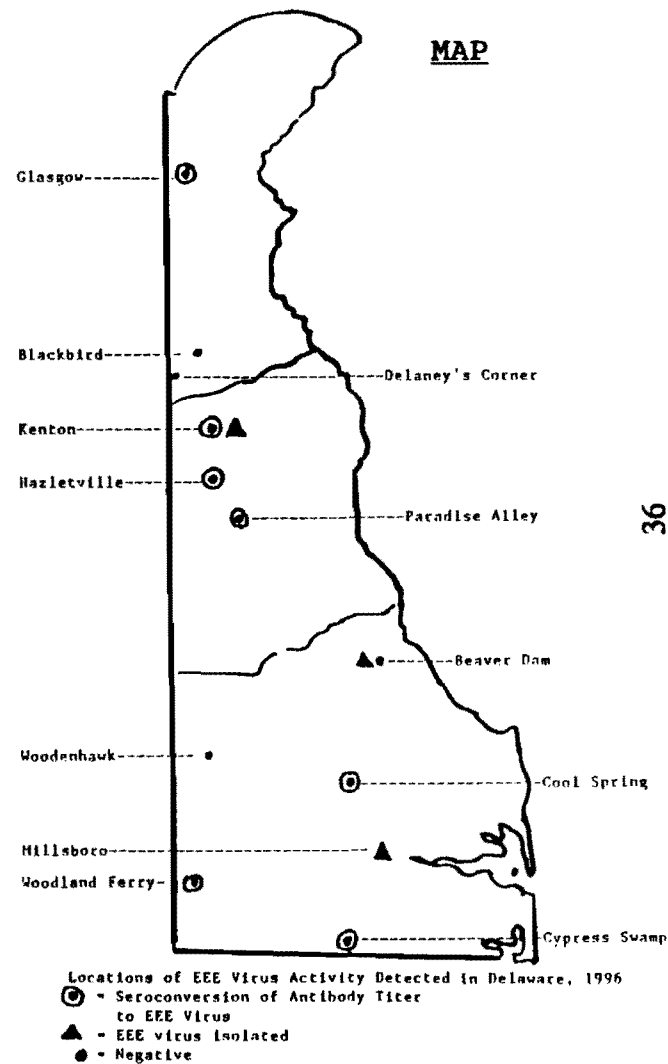 MAP
Glasgow
Blackbird
Delaney's Corner
Kenton
Hazletville
Paradise Alley
36
Beaver Dam
Woodenhawk
Cool Spring
Millsboro
Woodland Ferry
Cypress Swamp
Locations of EEE Virus Activity Detected in Delaware, 1996
- Seroconversion of Antibody Titer
to EEE Virus
- EEE virus isolated
- Negative